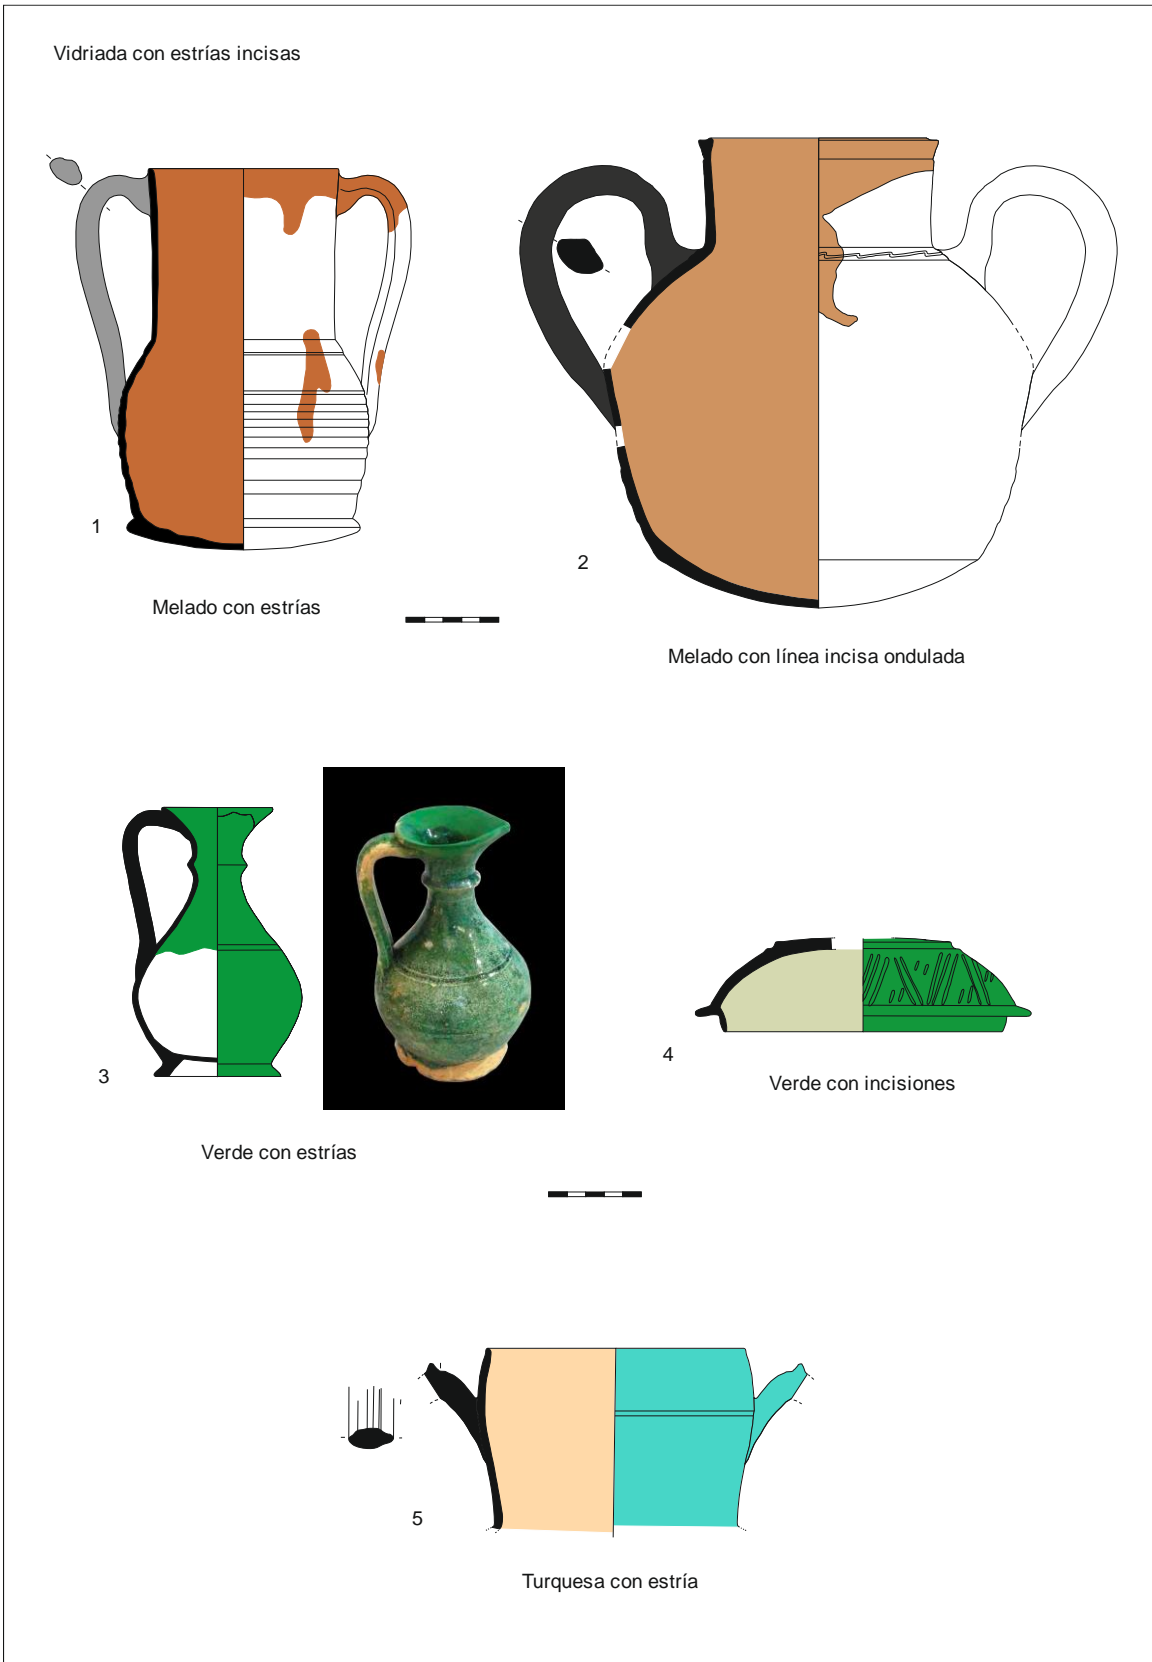 Vidriada con estrías incisas
1
2
Melado con estrías
Melado con línea incisa ondulada
3
4
Verde con incisiones
Verde con estrías
5
Turquesa con estría